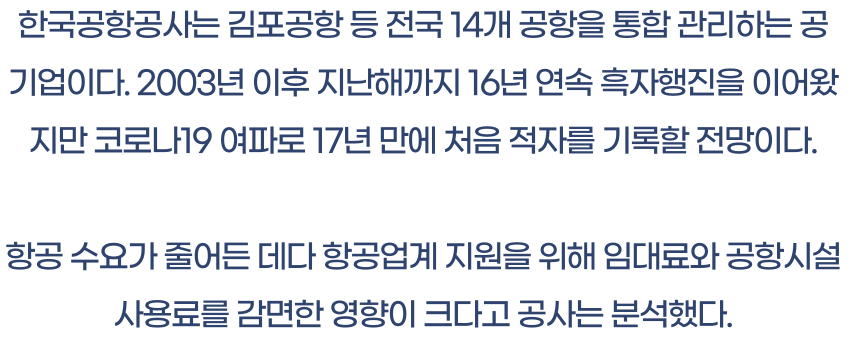 한국공항공사는 김포공항 등 전국 14개 공항을 통합 관리하는 공
기업이다. 2003년 이후 지난해까지 16년 연속 흑자행진을 이어왔
지만 코로나19 여파로 17년 만에 처음 적자를 기록할 전망이다.
항공 수요가 줄어든 데다 항공업계 지원을 위해 임대료와 공항시설
사용료를 감면한 영향이 크다고 공사는 분석했다.